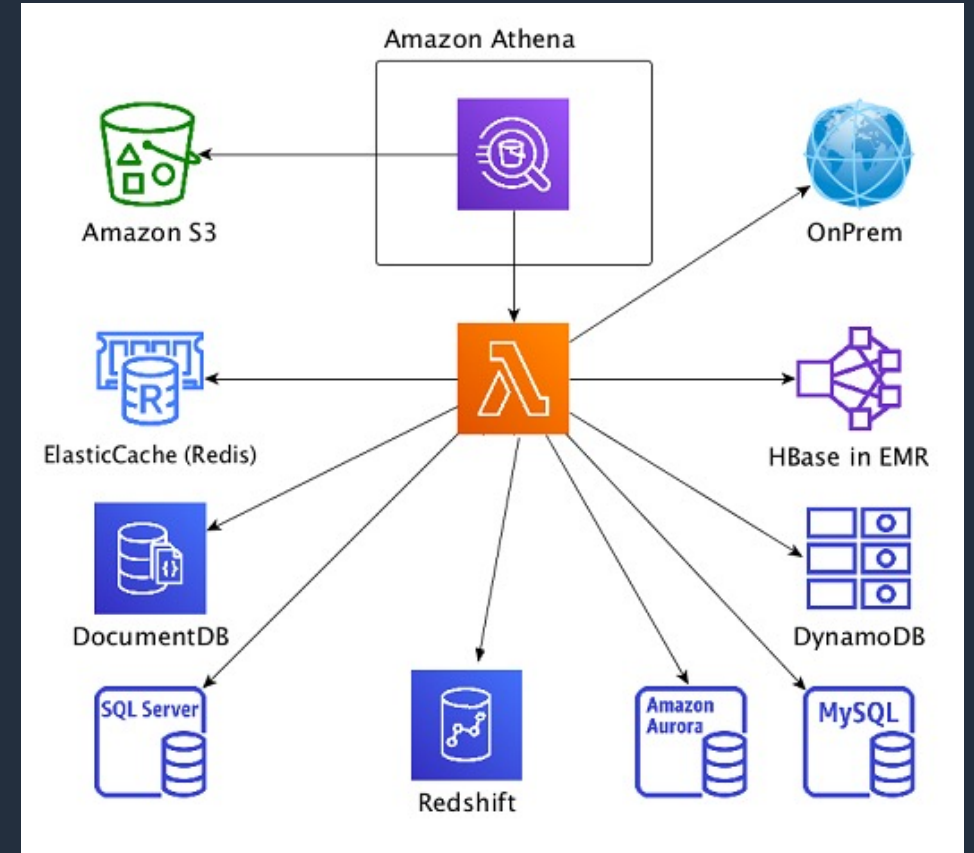 Amazon Athena
Amazon S3
OnPrem
R
ElasticCache (Redis)
HBase in EMR
{}
DocumentDB
DynamoDB
SQL Server
Redshift
Amazon
Aurora
MySQL